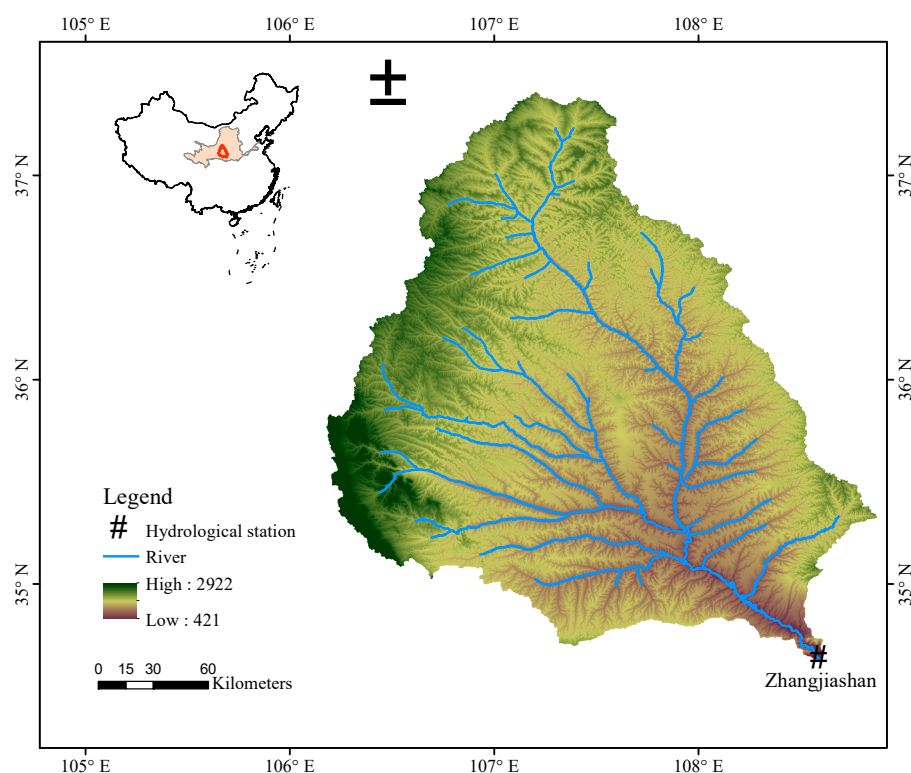 105° E 106° E 107° E 108° E
±
37° N 37° N
36° N 36° N
35° N 35° N
Legend
# Hydrological station
River
High : 2922
Low : 421
0 15 30 60
Kilometers
#
Zhangjiashan
105° E 106° E 107° E 108° E